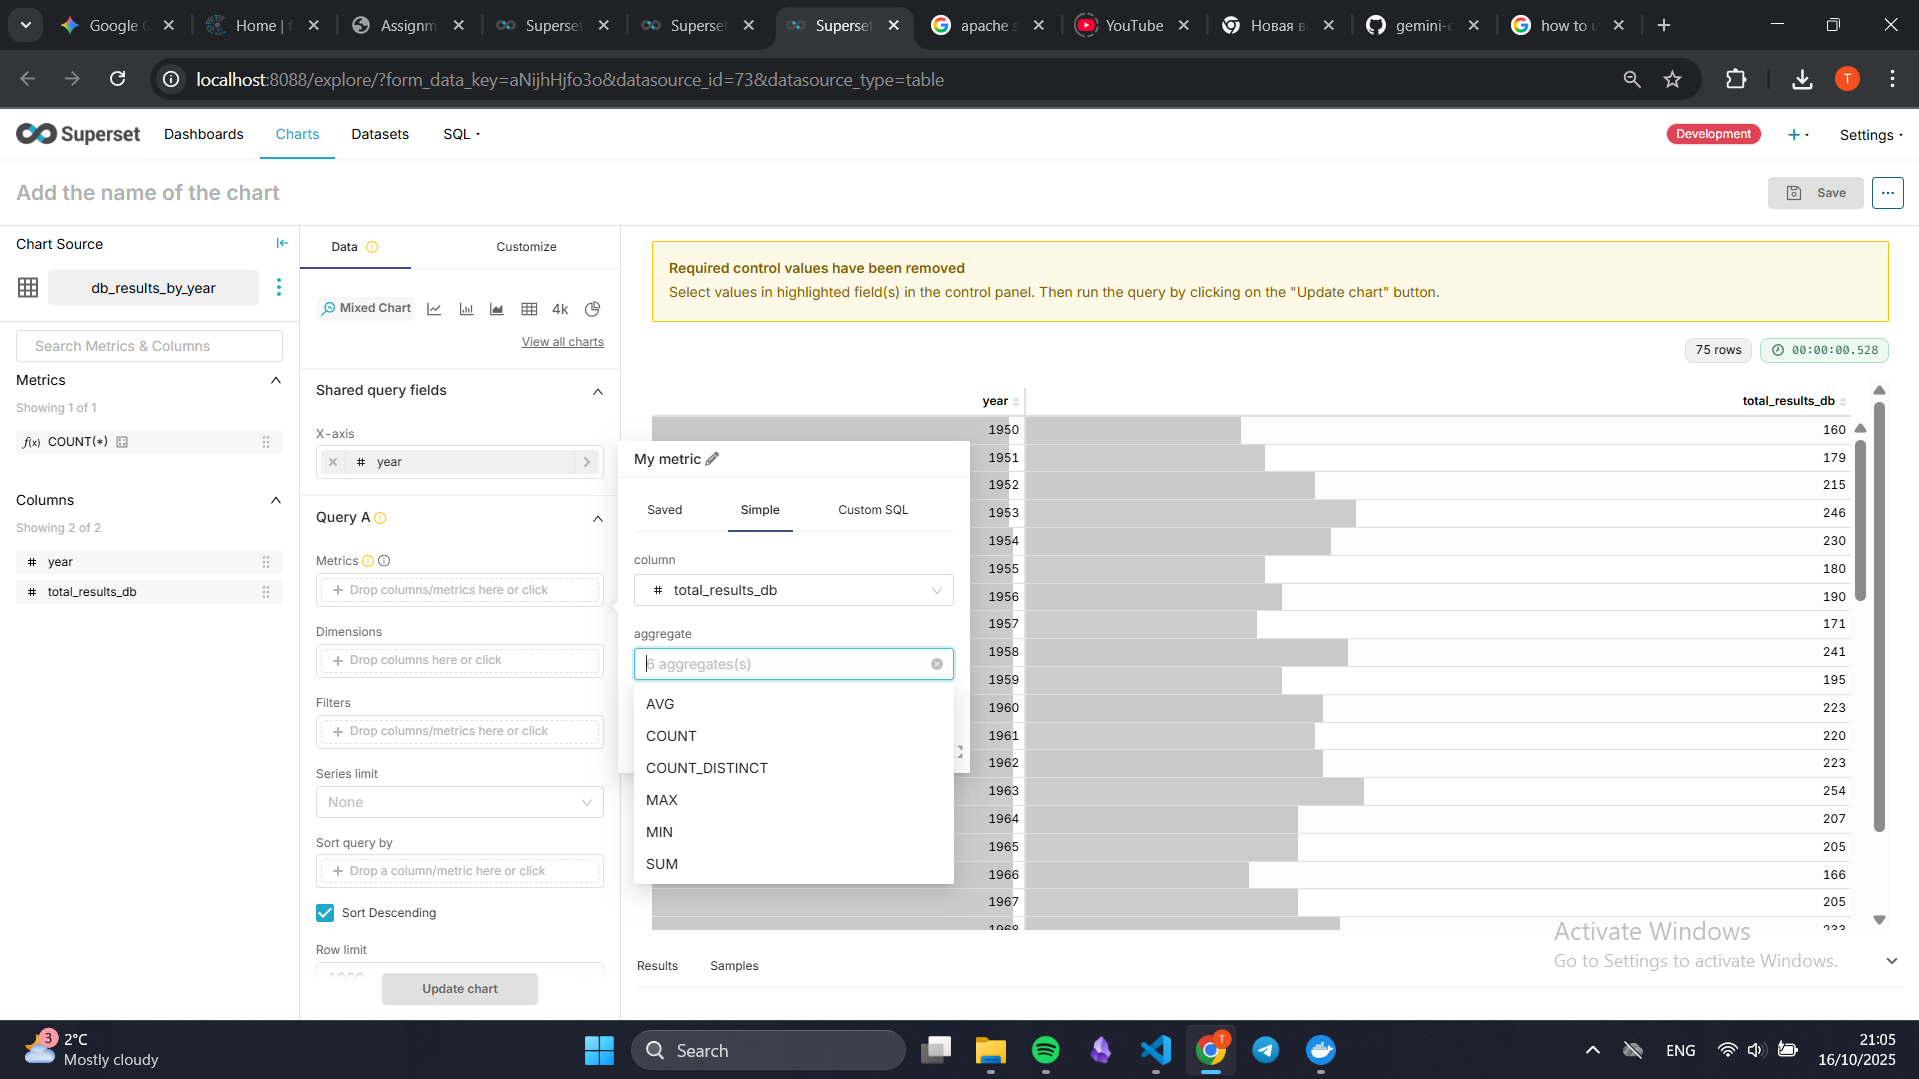 Google C
Home | f
Assignm
Superset
Superset
Superset
apache s
YouTube
Новая в
gemini-c
how to u
localhost:8088/explore/?form_data_key=aNijhHjfo3o&datasource_id=73&datasource_type=table
T
Superset
Dashboards
Charts
Datasets
SQL
Development
Settings
Add the name of the chart
Save
Chart Source
db_results_by_year
Search Metrics & Columns
Metrics
Showing 1 of 1
f(x) COUNT(*)
Columns
Showing 2 of 2
# year
# total_results_db
Data
Customize
Mixed Chart
4k
View all charts
Shared query fields
X-axis
# year
Query A
Metrics
Drop columns/metrics here or click
Dimensions
Drop columns here or click
Filters
Drop columns/metrics here or click
Series limit
None
Sort query by
Drop a column/metric here or click
Sort Descending
Row limit
1000
Update chart
My metric
Saved
Simple
Custom SQL
column
# total_results_db
aggregate
6 aggregates(s)
AVG
COUNT
COUNT_DISTINCT
MAX
MIN
SUM
Required control values have been removed
Select values in highlighted field(s) in the control panel. Then run the query by clicking on the "Update chart" button.
75 rows
00:00:00.528
year total_results_db
1950 160
1951 179
1952 215
1953 246
1954 230
1955 180
1956 190
1957 171
1958 241
1959 195
1960 223
1961 220
1962 223
1963 254
1964 207
1965 205
1966 166
1967 205
1968 233
Results
Samples
Activate Windows
Go to Settings to activate Windows.
3
2°C
Mostly cloudy
Search
T
ENG
21:05
16/10/2025